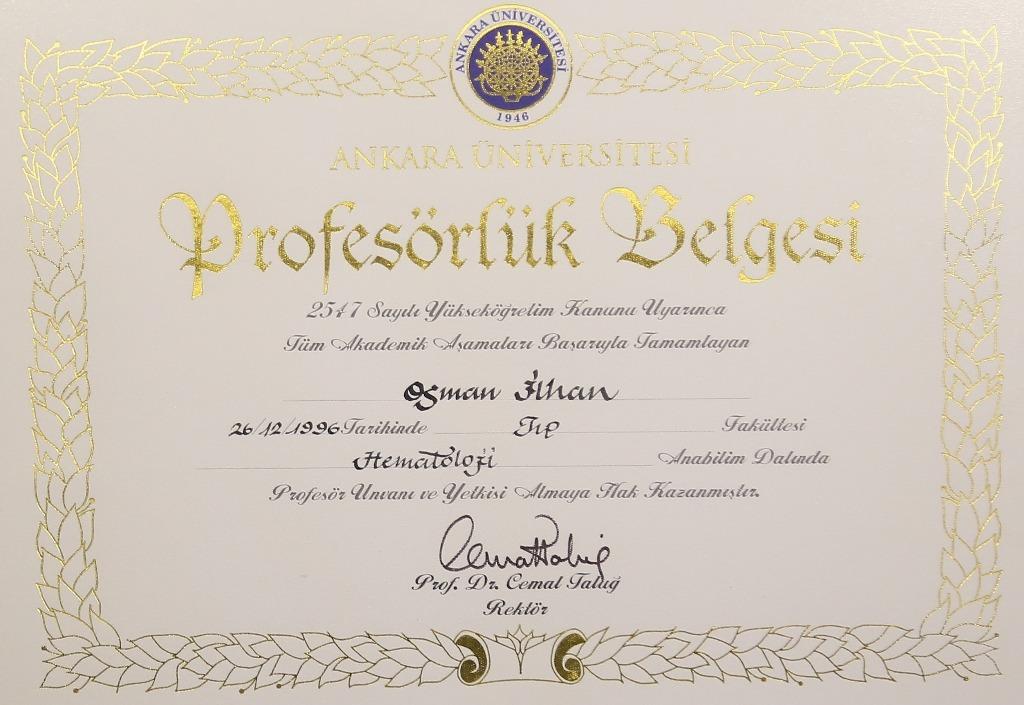 ANKARA ÜNİVERSİTESİ
1946
ANKARA ÜNİVERSİTESİ
Profesörlük Belgesi
2547 Sayılı Yükseköğretim Kanunu Uyarınca
Tüm Akademik Aşamaları Başarıyla Tamamlayan
Osman İlhan
26/12/1996 Tarihinde Tıp Fakültesi
Hematoloji Anabilim Dalında
Profesör Unvanı ve Yetkisi Almaya Hak Kazanmıştır.
Prof. Dr. Cemal Taluğ
Rektör